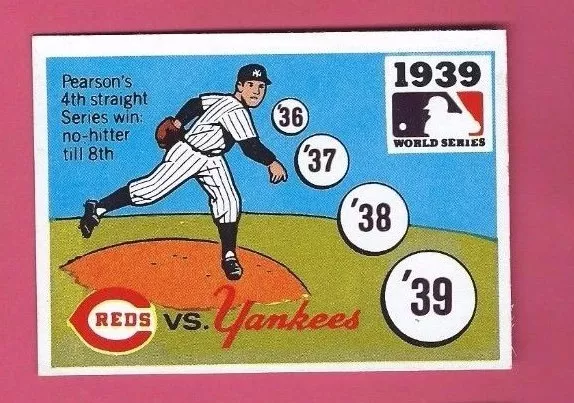 Pearson's
4th straight
Series win:
no-hitter
till 8th
'36
'37
'38
'39
1939
WORLD SERIES
NY
REDS VS. Yankees